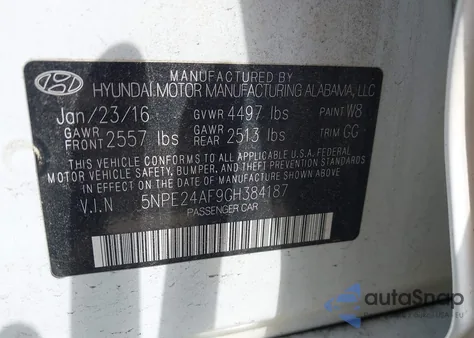 MANUFACTURED BY
HYUNDAI MOTOR MANUFACTURING ALABAMA, LLC
Jan/23/16 GVWR 4497 lbs PAINT W8
GAWR FRONT 2557 lbs GAWR REAR 2513 lbs TRIM GG
THIS VEHICLE CONFORMS TO ALL APPLICABLE U.S.A. FEDERAL
MOTOR VEHICLE SAFETY, BUMPER, AND THEFT PREVENTION STANDARDS
IN EFFECT ON THE DATE OF MANUFACTURE SHOWN ABOVE.
V.I.N 5NPE24AF9GH384187
PASSENGER CAR
autoSnap